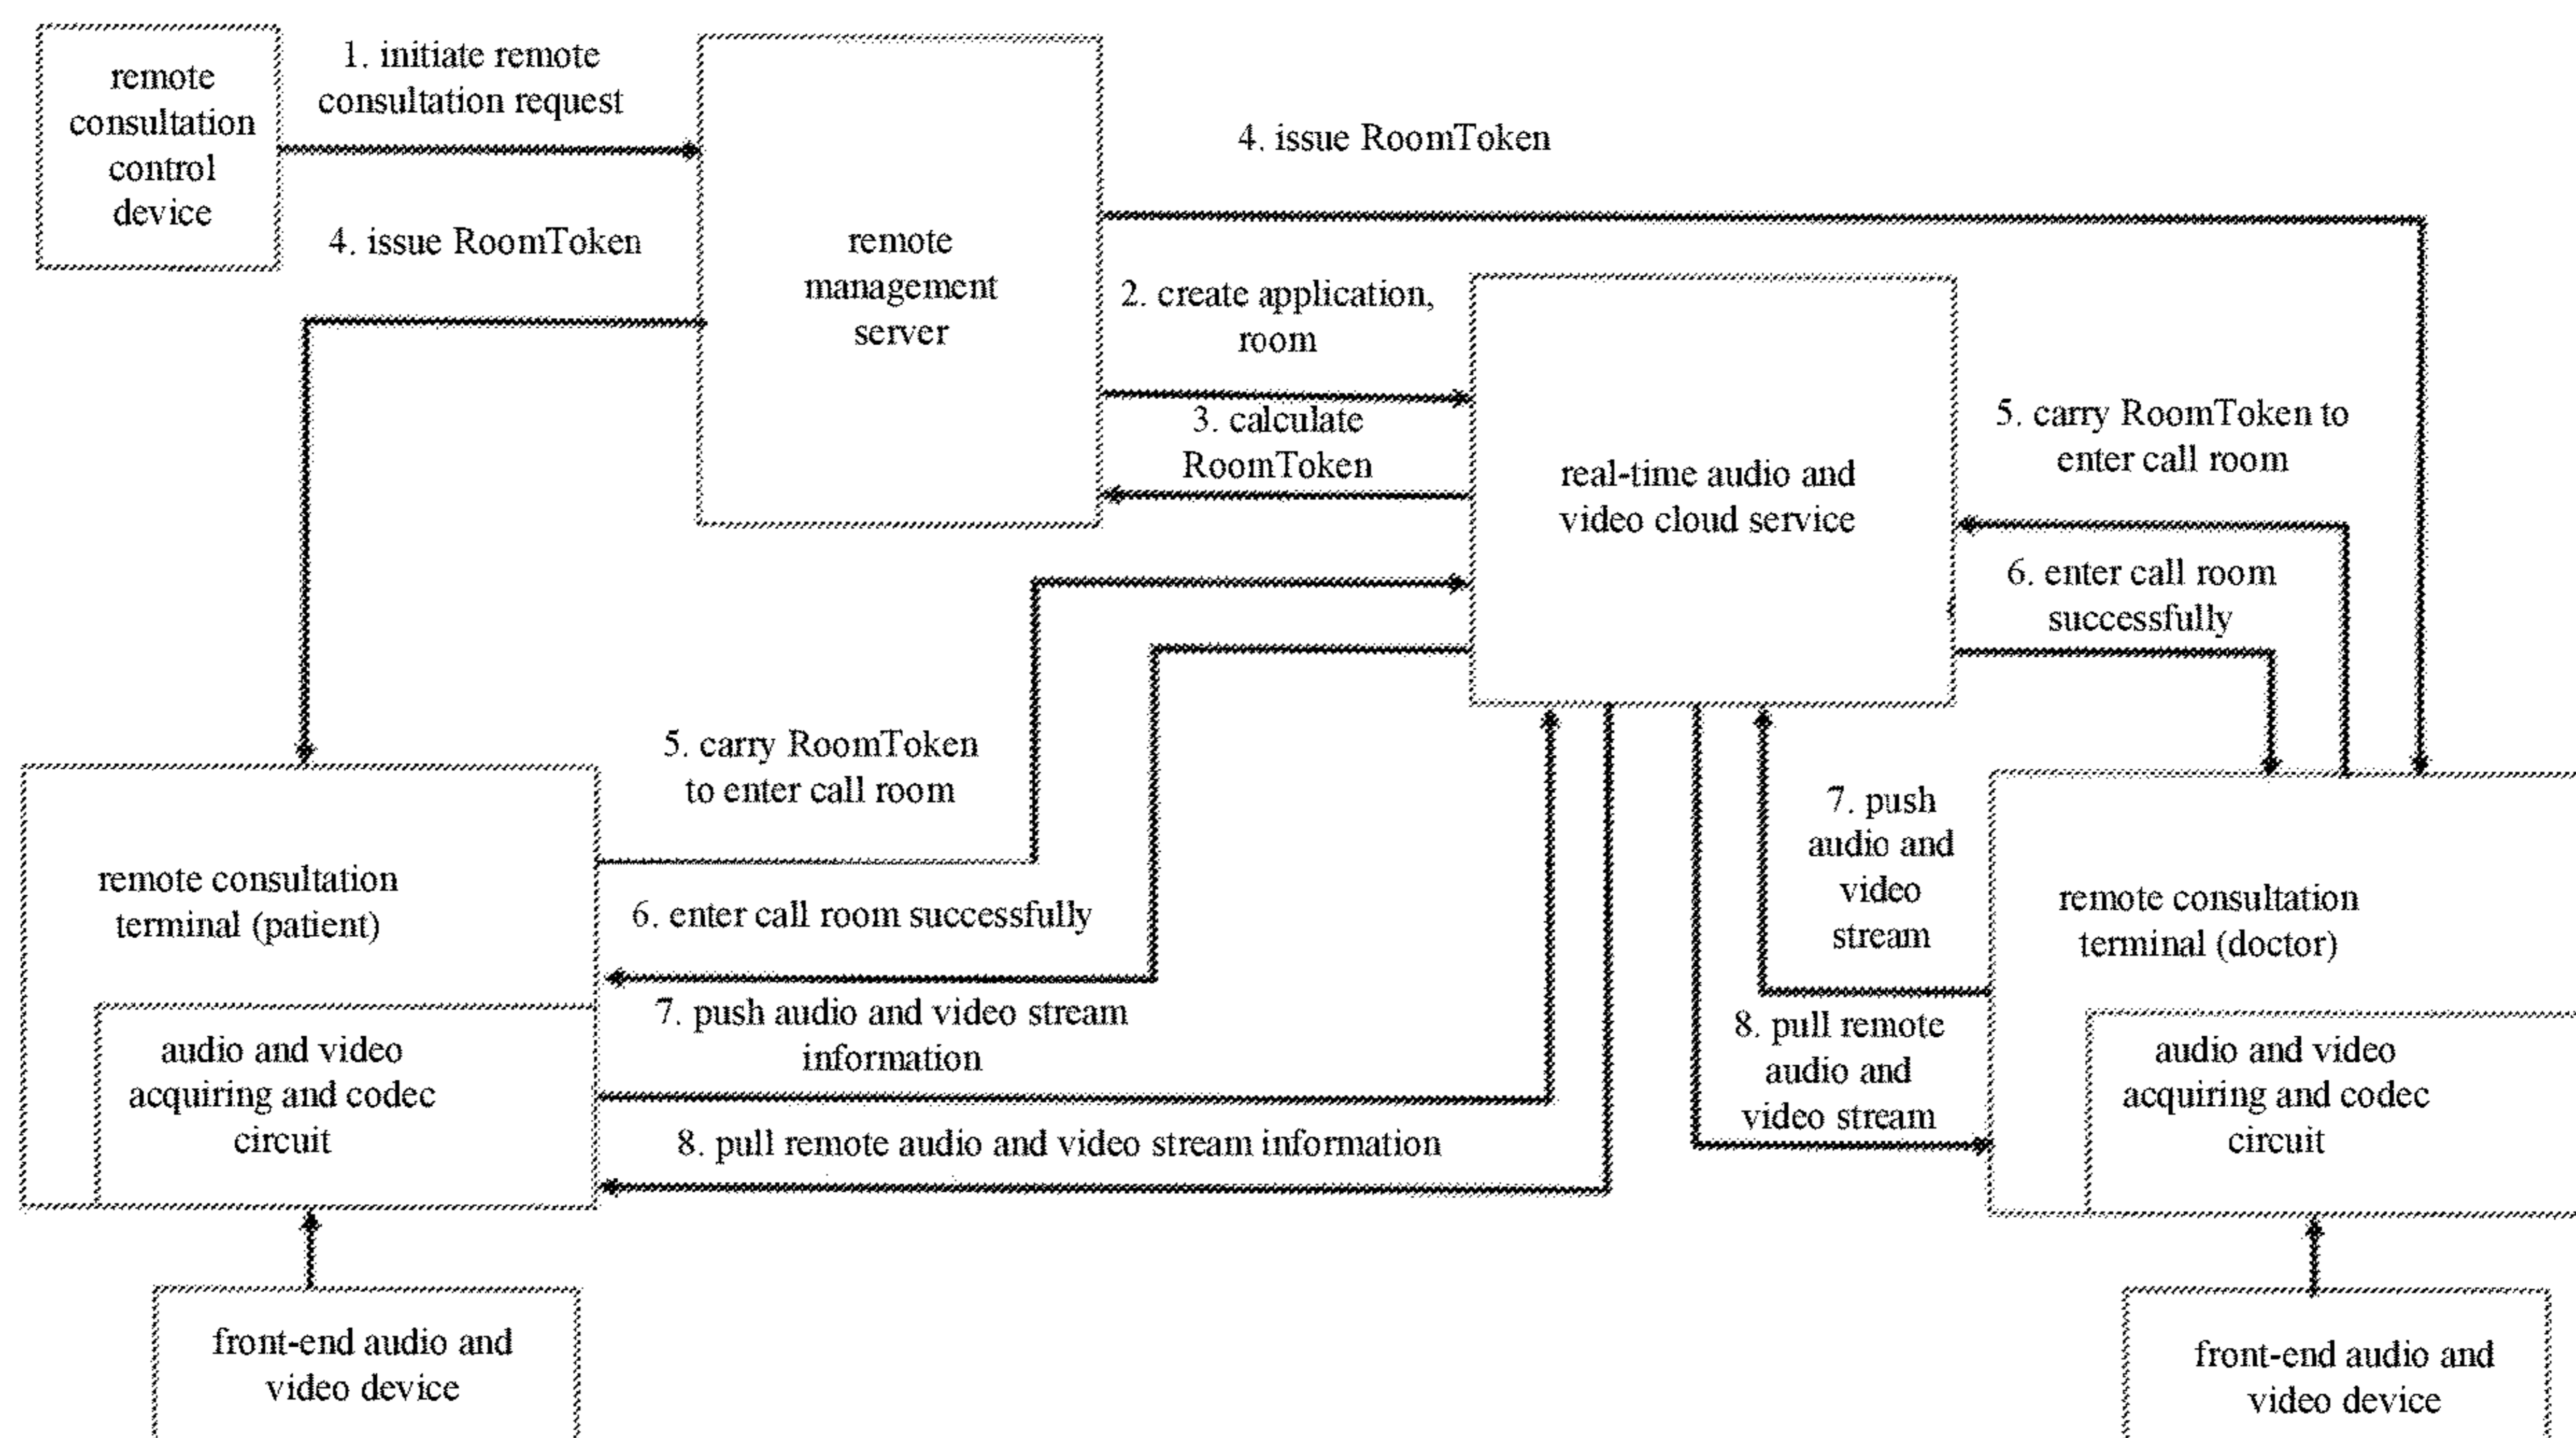 remote
consultation
control
device
1. initiate remote
consultation request
4. issue RoomToken
remote
management
server
4. issue RoomToken
2. create application,
room
3. calculate
RoomToken
real-time audio and
video cloud service
5. carry RoomToken to
enter call room
6. enter call room
successfully
5. carry RoomToken
to enter call room
remote consultation
terminal (patient)
6. enter call room successfully
7. push audio and video stream
information
audio and video
acquiring and codec
circuit
8. pull remote audio and video stream information
7. push
audio and
video
stream
8. pull remote
audio and
video stream
remote consultation
terminal (doctor)
audio and video
acquiring and codec
circuit
front-end audio and
video device
front-end audio and
video device